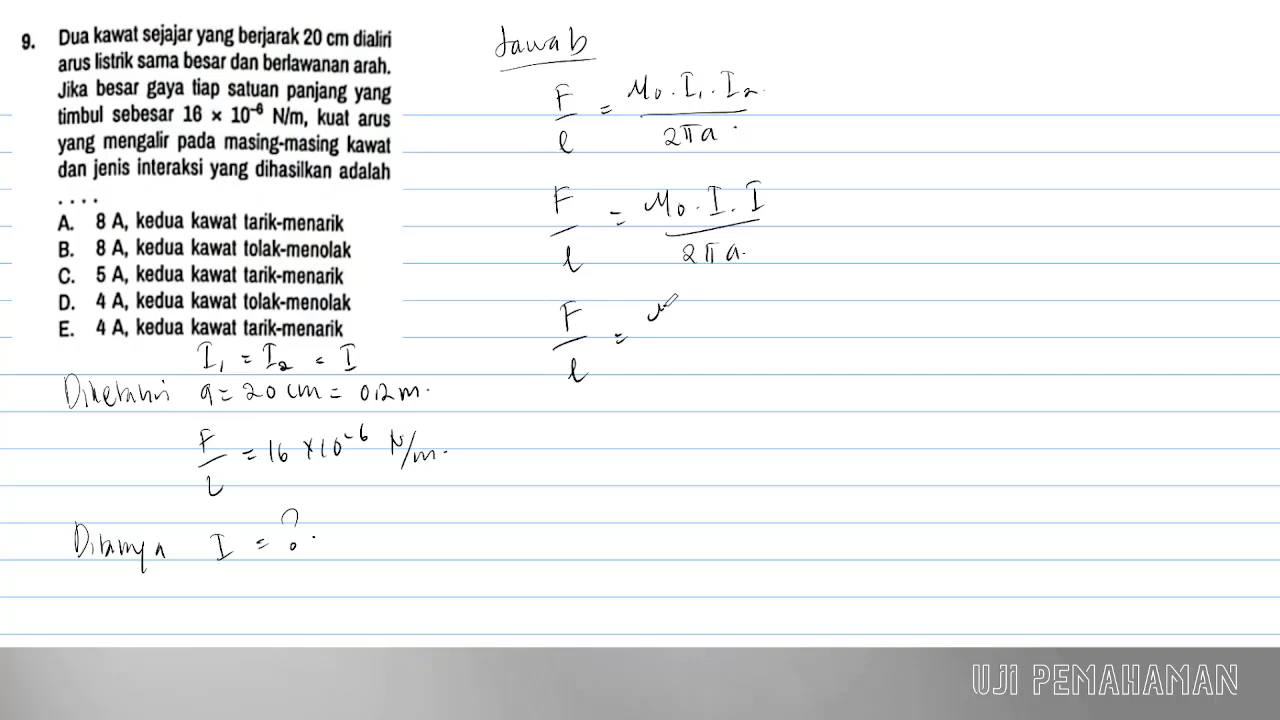 9. Dua kawat sejajar yang berjarak 20 cm dialiri
arus listrik sama besar dan berlawanan arah.
Jika besar gaya tiap satuan panjang yang
timbul sebesar 16 × 10⁻⁶ N/m, kuat arus
yang mengalir pada masing-masing kawat
dan jenis interaksi yang dihasilkan adalah
. . . .
A. 8 A, kedua kawat tarik-menarik
B. 8 A, kedua kawat tolak-menolak
C. 5 A, kedua kawat tarik-menarik
D. 4 A, kedua kawat tolak-menolak
E. 4 A, kedua kawat tarik-menarik
I₁ = I₂ = I
Diketahui a = 20 cm = 0,2 m.
F/L = 16 × 10⁻⁶ N/m.
Ditanya I = ?
Jawab
F/l = μ₀ . I₁ . I₂ / 2πa
F/l = μ₀ . I . I / 2πa.
F/l = μ
UJI PEMAHAMAN